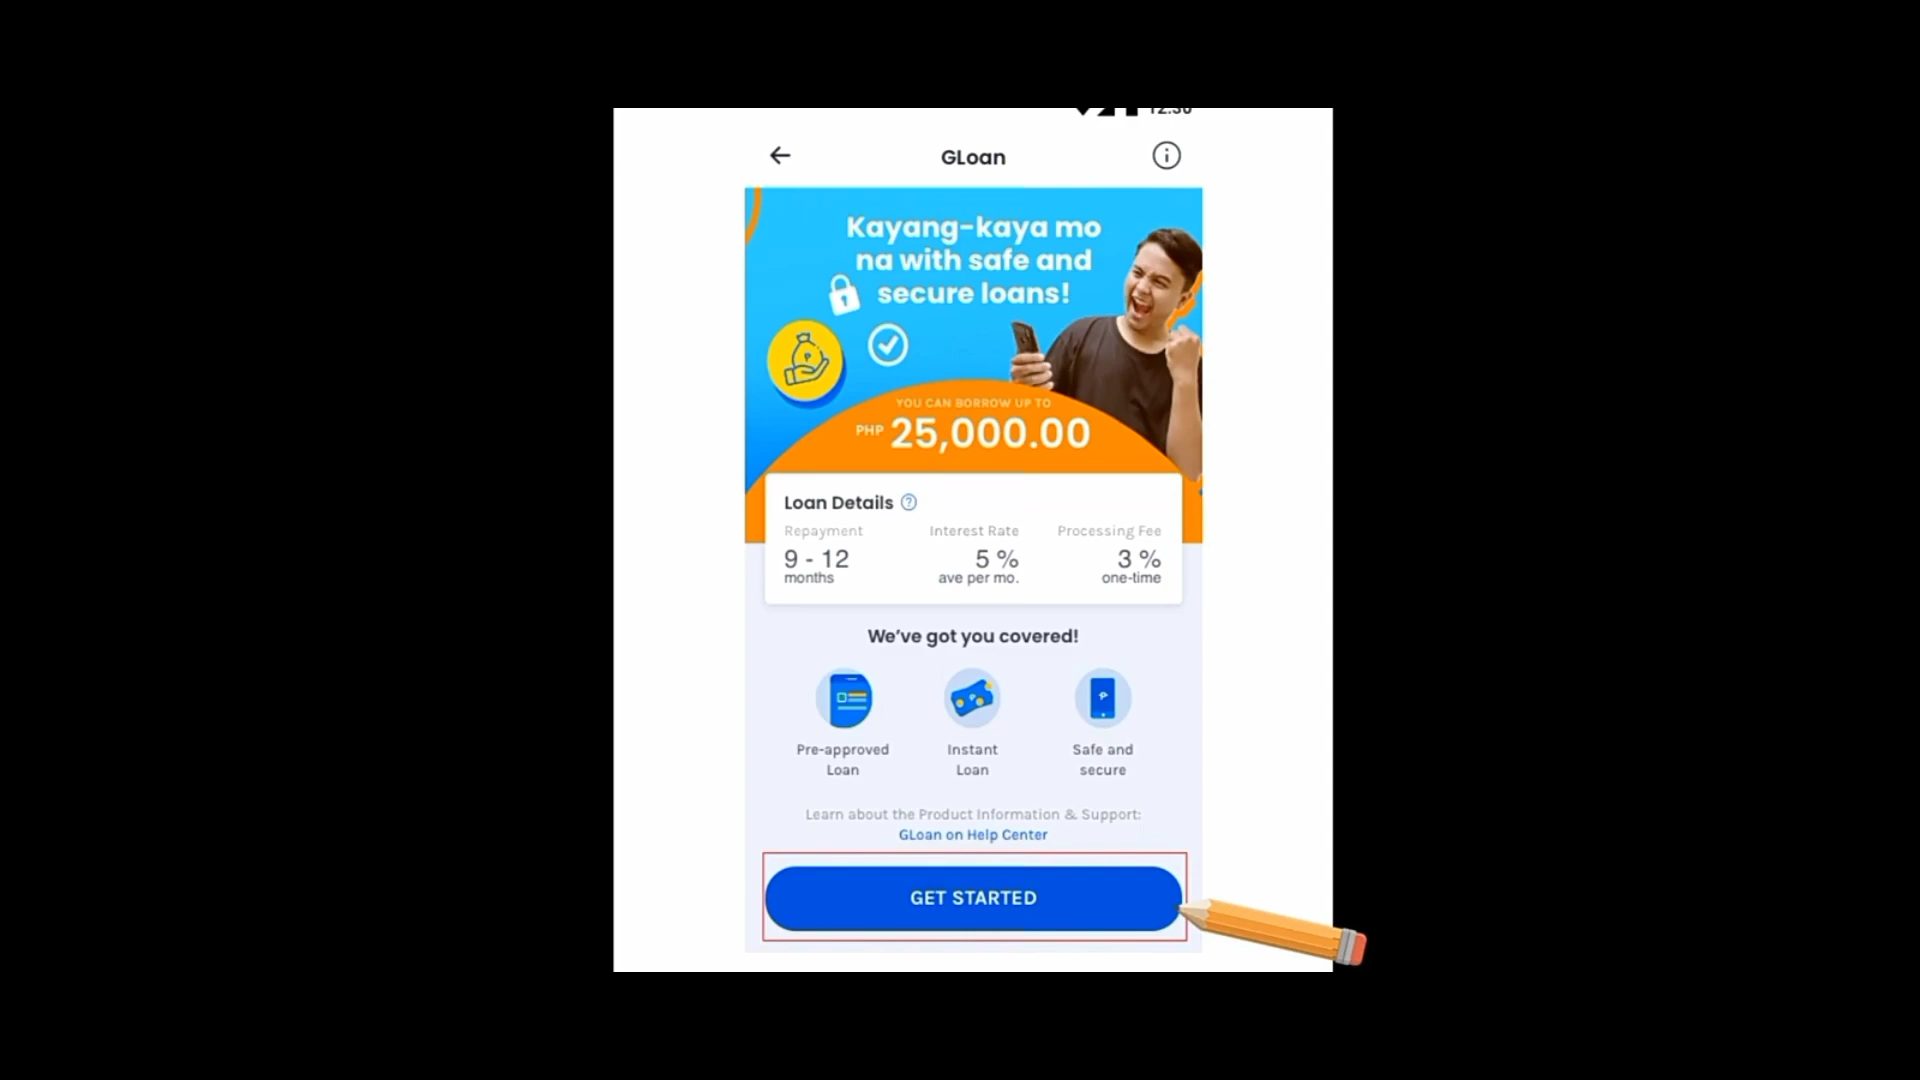 12:30
GLoan
Kayang-kaya mo
na with safe and
secure loans!
YOU CAN BORROW UP TO
PHP 25,000.00
Loan Details ?
Repayment Interest Rate Processing Fee
9 - 12 5 % 3 %
months ave per mo. one-time
We've got you covered!
Pre-approved Instant Safe and
Loan Loan secure
Learn about the Product Information & Support:
GLoan on Help Center
GET STARTED